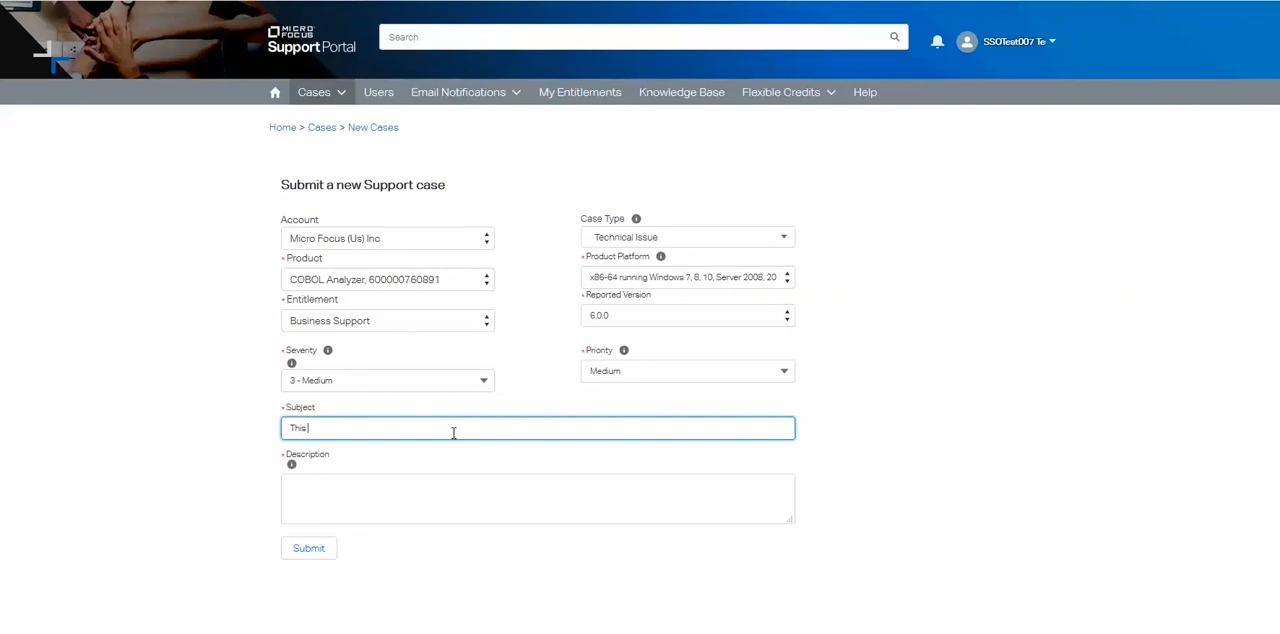 MICRO
FOCUS
Support Portal
Search
SSOTest007 Te
Cases
Users
Email Notifications
My Entitlements
Knowledge Base
Flexible Credits
Help
Home > Cases > New Cases
Submit a new Support case
Account
Case Type
Micro Focus (Us) Inc
Technical Issue
* Product
* Product Platform
COBOL Analyzer, 600000760891
x86-64 running Windows 7, 8, 10, Server 2008, 20
* Entitlement
* Reported Version
Business Support
6.0.0
* Severity
* Priority
3 - Medium
Medium
* Subject
This
* Description
Submit